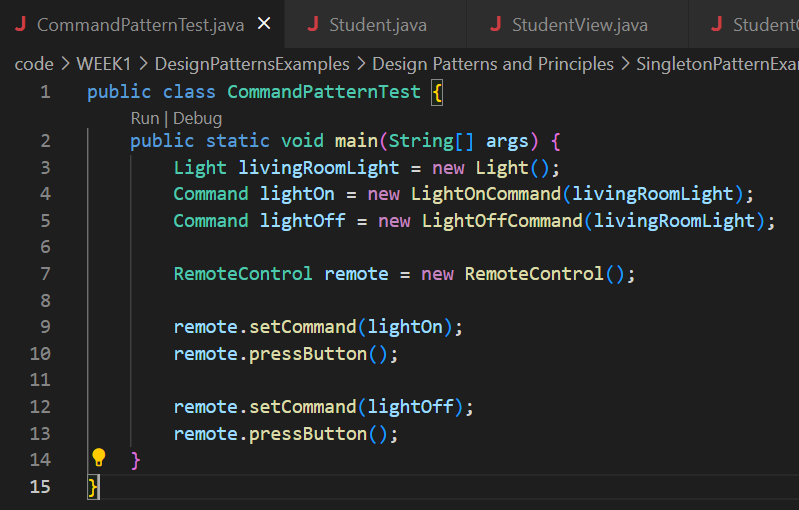 J CommandPatternTest.java × J Student.java J StudentView.java J Student
code > WEEK1 > DesignPatternsExamples > Design Patterns and Principles > SingletonPatternExa
1 public class CommandPatternTest {
Run | Debug
2 public static void main(String[] args) {
3 Light livingRoomLight = new Light();
4 Command lightOn = new LightOnCommand(livingRoomLight);
5 Command lightOff = new LightOffCommand(livingRoomLight);
6
7 RemoteControl remote = new RemoteControl();
8
9 remote.setCommand(lightOn);
10 remote.pressButton();
11
12 remote.setCommand(lightOff);
13 remote.pressButton();
14 }
15 }